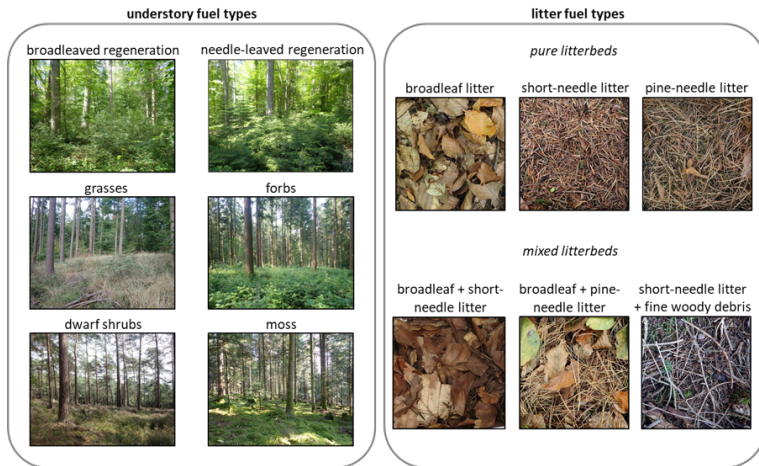 understory fuel types
broadleaved regeneration
needle-leaved regeneration
grasses
forbs
dwarf shrubs
moss
litter fuel types
pure litterbeds
broadleaf litter
short-needle litter
pine-needle litter
mixed litterbeds
broadleaf + short-
needle litter
broadleaf + pine-
needle litter
short-needle litter
+ fine woody debris